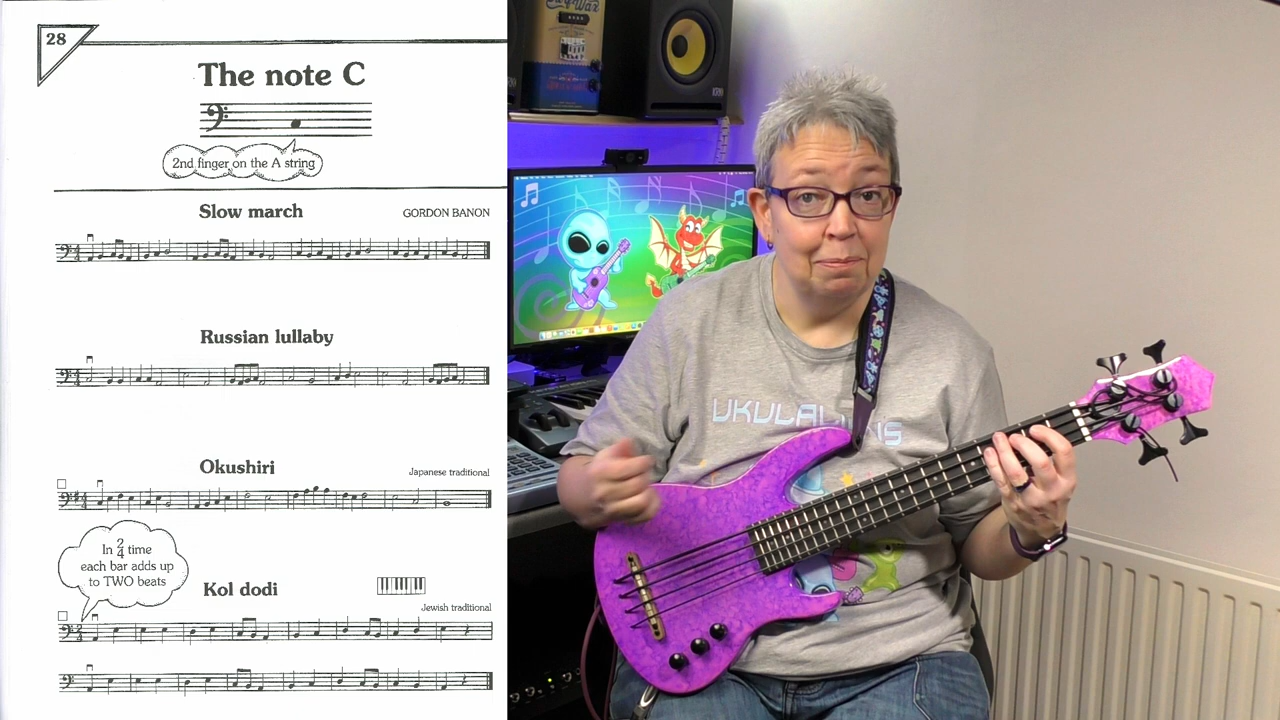 28
The note C
2nd finger on the A string
Slow march
GORDON BANON
Russian lullaby
Okushiri
Japanese traditional
In 2/4 time
each bar adds up
to TWO beats
Kol dodi
Jewish traditional
UKULALIENS
KRK